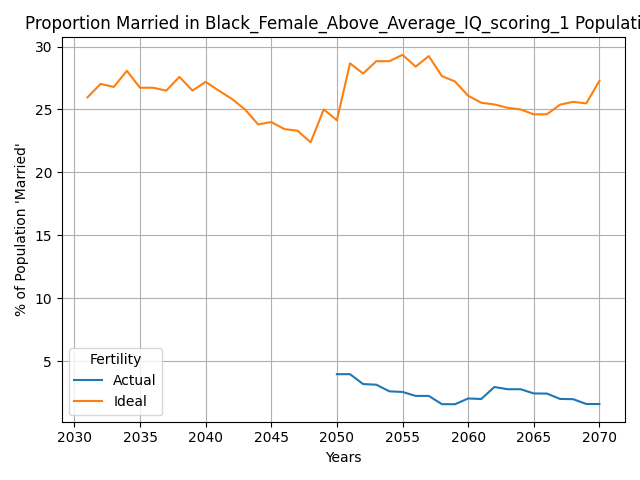 Proportion Married in Black_Female_Above_Average_IQ_scoring_1 Populati
30
25
20
15
10
5
% of Population 'Married'
Fertility
Actual
Ideal
2030 2035 2040 2045 2050 2055 2060 2065 2070
Years